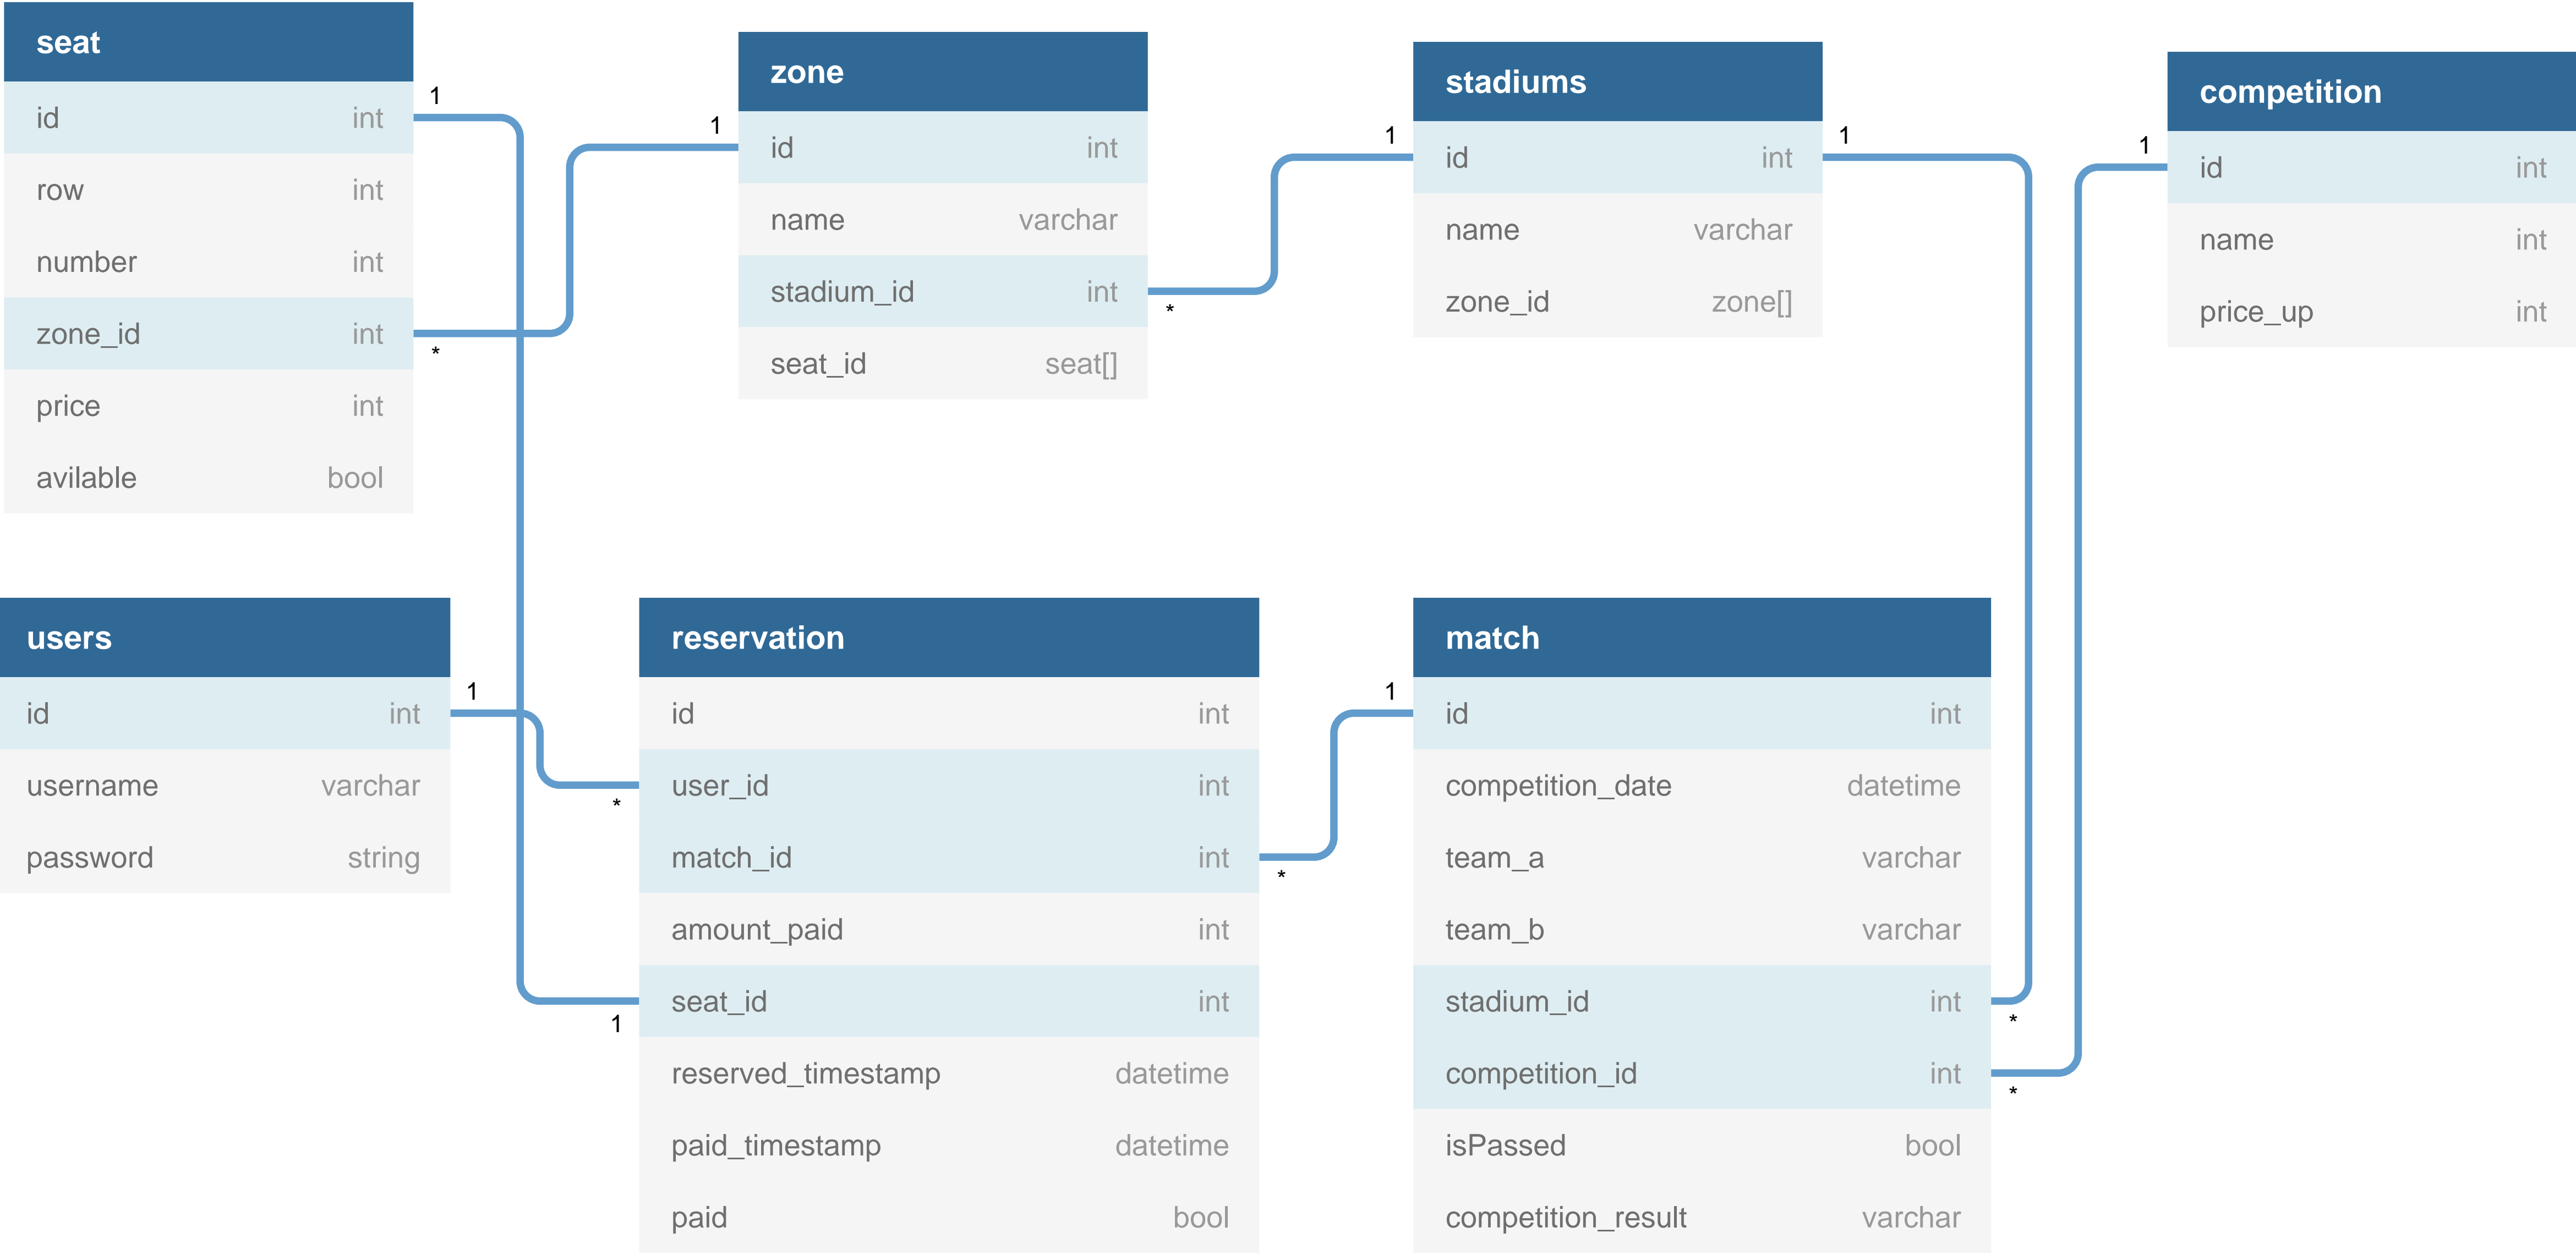 seat
id int
row int
number int
zone_id int
price int
avilable bool
1
*
zone
id int
name varchar
stadium_id int
seat_id seat[]
1
*
stadiums
id int
name varchar
zone_id zone[]
1
1
competition
id int
name int
price_up int
1
users
id int
username varchar
password string
1
reservation
id int
user_id int
match_id int
amount_paid int
seat_id int
reserved_timestamp datetime
paid_timestamp datetime
paid bool
*
*
1
match
id int
competition_date datetime
team_a varchar
team_b varchar
stadium_id int
competition_id int
isPassed bool
competition_result varchar
1
*
*